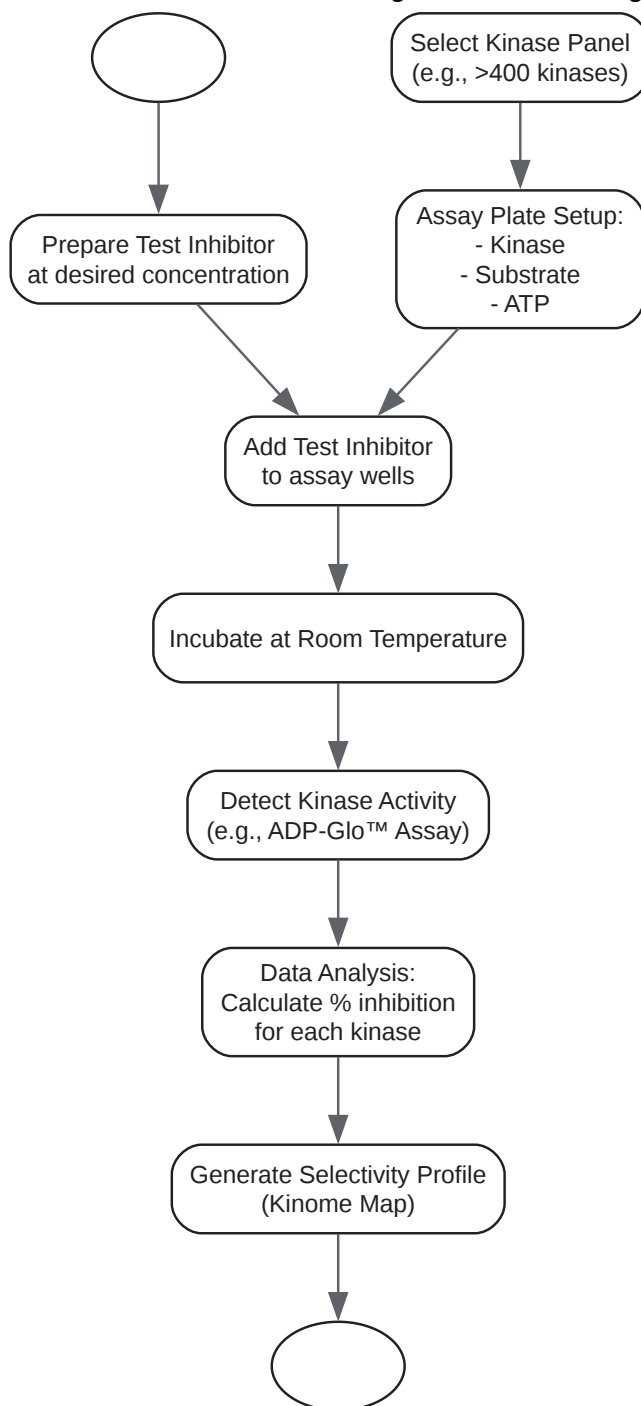 Select Kinase Panel
(e.g., >400 kinases)
Prepare Test Inhibitor
at desired concentration
Assay Plate Setup:
- Kinase
- Substrate
- ATP
Add Test Inhibitor
to assay wells
Incubate at Room Temperature
Detect Kinase Activity
(e.g., ADP-Glo™ Assay)
Data Analysis:
Calculate % inhibition
for each kinase
Generate Selectivity Profile
(Kinome Map)